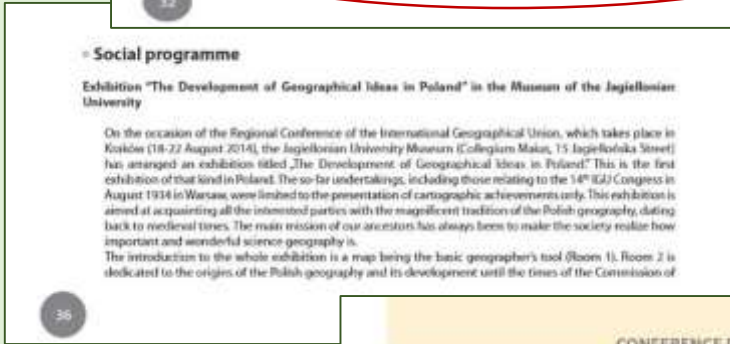 32
Social programme
Exhibition "The Development of Geographical Ideas in Poland" in the Museum of the Jagiellonian
University
On the occasion of the Regional Conference of the International Geographical Union, which takes place in
Kraków (18-22 August 2014), the Jagiellonian University Museum (Collegium Maius, 15 Jagiellońska Street)
has arranged an exhibition titled „The Development of Geographical Ideas in Poland." This is the first
exhibition of that kind in Poland. The so-far undertakings, including those relating to the 14th IGU Congress in
August 1934 in Warsaw, were limited to the presentation of cartographic achievements only. This exhibition is
aimed at acquainting all the interested parties with the magnificent tradition of the Polish geography, dating
back to medieval times. The main mission of our ancestors has always been to make the society realize how
important and wonderful science geography is.
The introduction to the whole exhibition is a map being the basic geographer's tool (Room 1). Room 2 is
dedicated to the origins of the Polish geography and its development until the times of the Commission of
36
CONFERENCE